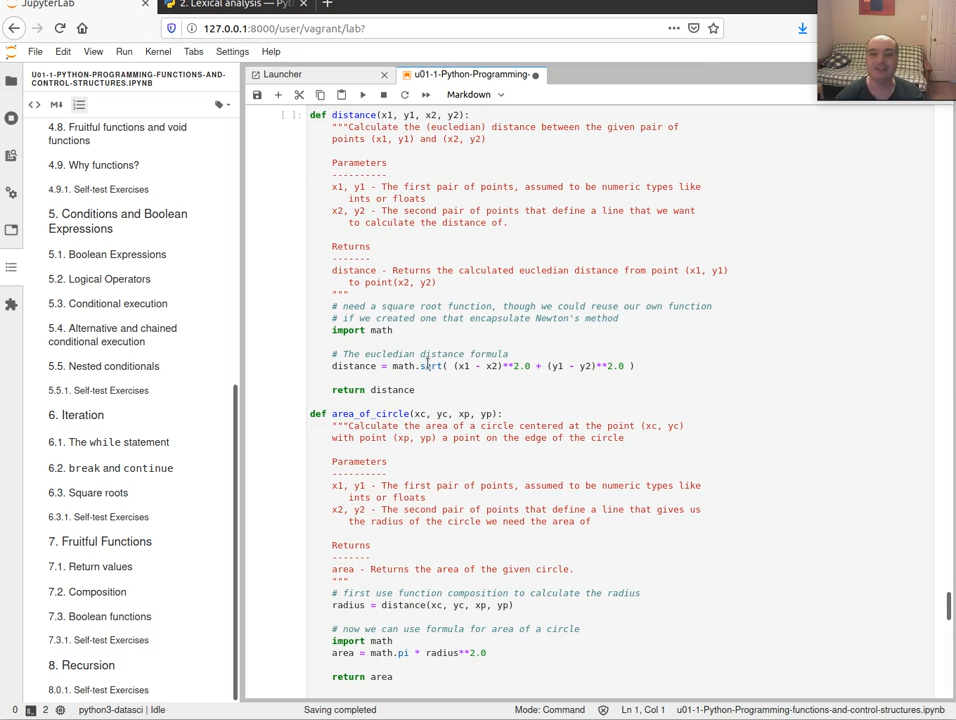 JupyterLab
2. Lexical analysis — Py
127.0.0.1:8000/user/vagrant/lab?
File Edit View Run Kernel Tabs Settings Help
U01-1-PYTHON-PROGRAMMING-FUNCTIONS-AND-
CONTROL-STRUCTURES.IPYNB
4.8. Fruitful functions and void
functions
4.9. Why functions?
4.9.1. Self-test Exercises
5. Conditions and Boolean
Expressions
5.1. Boolean Expressions
5.2. Logical Operators
5.3. Conditional execution
5.4. Alternative and chained
conditional execution
5.5. Nested conditionals
5.5.1. Self-test Exercises
6. Iteration
6.1. The while statement
6.2. break and continue
6.3. Square roots
6.3.1. Self-test Exercises
7. Fruitful Functions
7.1. Return values
7.2. Composition
7.3. Boolean functions
7.3.1. Self-test Exercises
8. Recursion
8.0.1. Self-test Exercises
Launcher
u01-1-Python-Programming-
Markdown
[ ]: def distance(x1, y1, x2, y2):
"""Calculate the (eucledian) distance between the given pair of
points (x1, y1) and (x2, y2)
Parameters
----------
x1, y1 - The first pair of points, assumed to be numeric types like
ints or floats
x2, y2 - The second pair of points that define a line that we want
to calculate the distance of.
Returns
-------
distance - Returns the calculated eucledian distance from point (x1, y1)
to point(x2, y2)
"""
# need a square root function, though we could reuse our own function
# if we created one that encapsulate Newton's method
import math
# The eucledian distance formula
distance = math.sqrt( (x1 - x2)**2.0 + (y1 - y2)**2.0 )
return distance
def area_of_circle(xc, yc, xp, yp):
"""Calculate the area of a circle centered at the point (xc, yc)
with point (xp, yp) a point on the edge of the circle
Parameters
----------
x1, y1 - The first pair of points, assumed to be numeric types like
ints or floats
x2, y2 - The second pair of points that define a line that gives us
the radius of the circle we need the area of
Returns
-------
area - Returns the area of the given circle.
"""
# first use function composition to calculate the radius
radius = distance(xc, yc, xp, yp)
# now we can use formula for area of a circle
import math
area = math.pi * radius**2.0
return area
0 2 python3-datasci | Idle Saving completed Mode: Command Ln 1, Col 1 u01-1-Python-Programming-functions-and-control-structures.ipynb